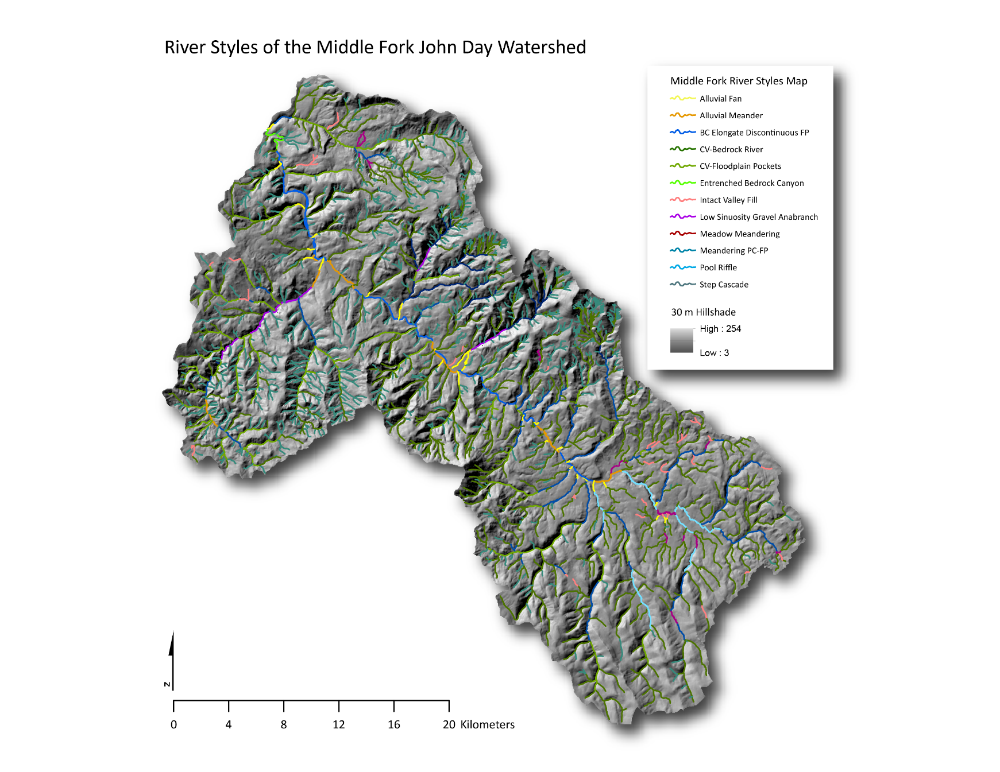 River Styles of the Middle Fork John Day Watershed
Middle Fork River Styles Map
Alluvial Fan
Alluvial Meander
BC Elongate Discontinuous FP
CV-Bedrock River
CV-Floodplain Pockets
Entrenched Bedrock Canyon
Intact Valley Fill
Low Sinuosity Gravel Anabranch
Meadow Meandering
Meandering PC-FP
Pool Riffle
Step Cascade
30 m Hillshade
High : 254
Low : 3
N
0 4 8 12 16 20 Kilometers